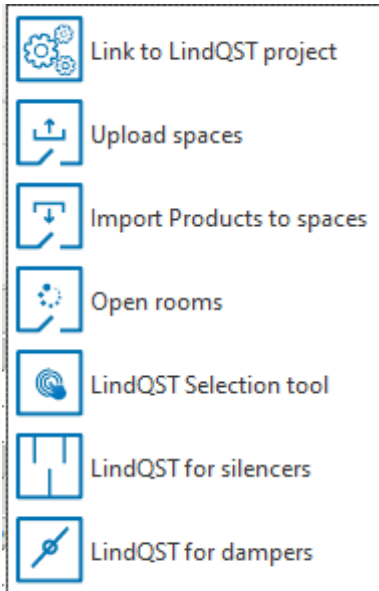 Link to LindQST project
Upload spaces
Import Products to spaces
Open rooms
LindQST Selection tool
LindQST for silencers
LindQST for dampers